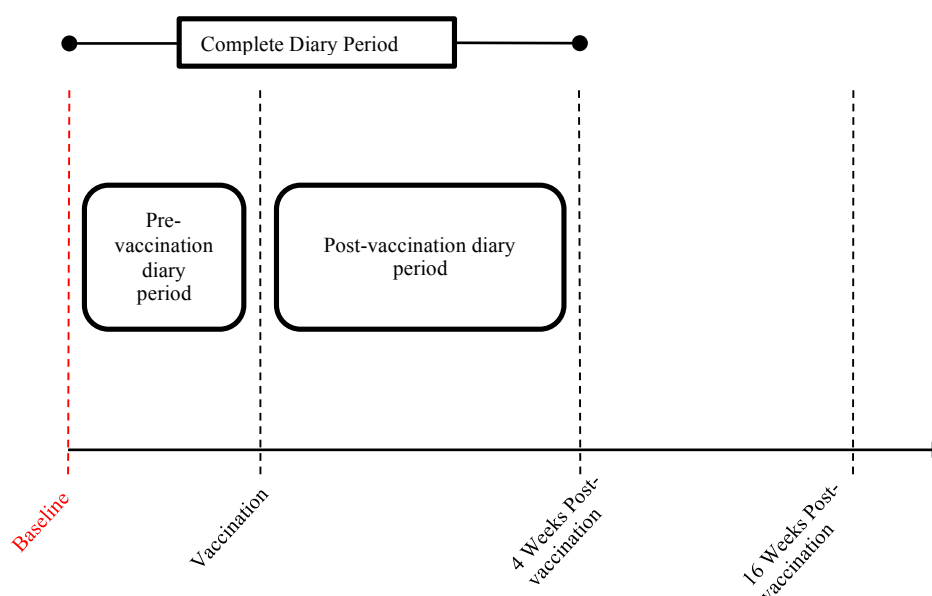 Complete Diary Period
Pre-
vaccination
diary
period
Post-vaccination diary
period
Baseline
Vaccination
4 Weeks Post-
vaccination
16 Weeks Post-
vaccination